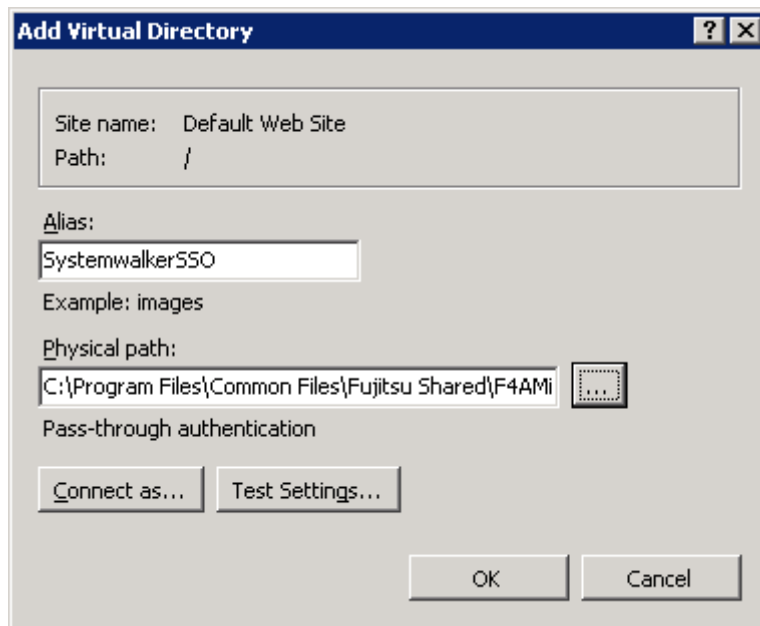 Add Virtual Directory
Site name: Default Web Site
Path: /
Alias:
SystemwalkerSSO
Example: images
Physical path:
C:\Program Files\Common Files\Fujitsu Shared\F4AMi
...
Pass-through authentication
Connect as... Test Settings...
OK Cancel